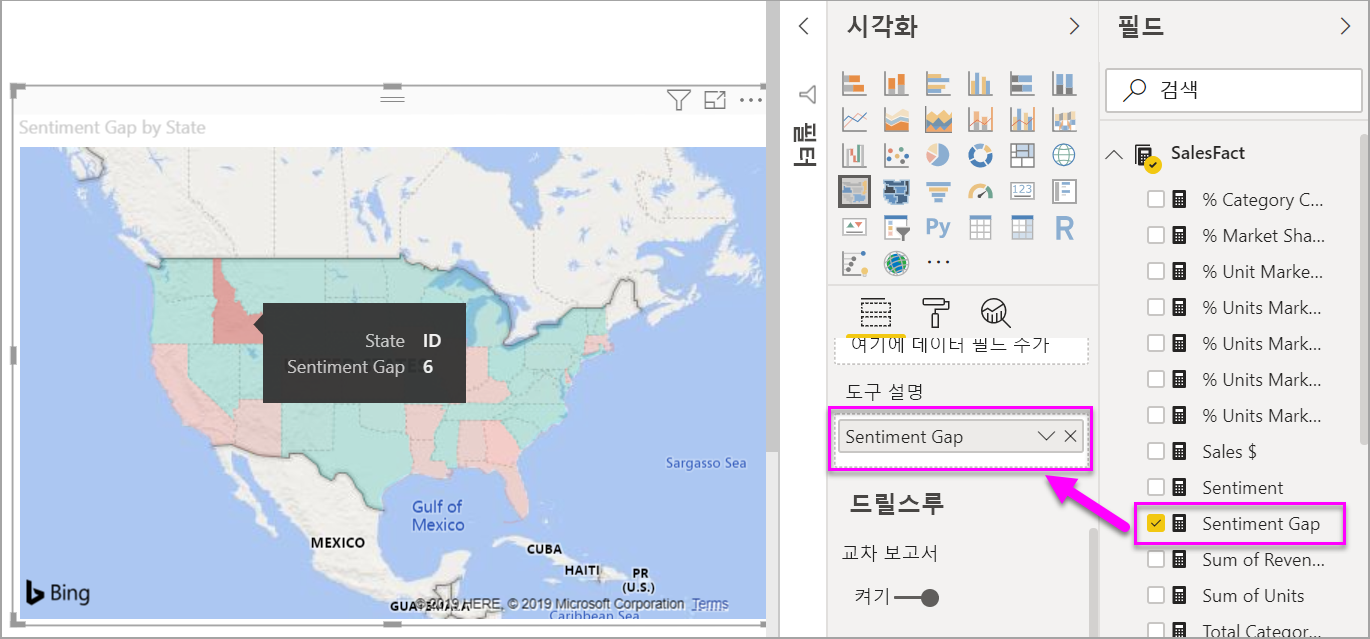 Sentiment Gap by State
State ID
Sentiment Gap 6
Gulf of
Mexico
Sargasso Sea
MEXICO
CUBA
HAITI
PR
(U.S.)
Bing
© 2019 HERE, © 2019 Microsoft Corporation Terms
Caribbean Sea
필터
시각화
123
Py
R
여기에 데이터 필드 추가
도구 설명
Sentiment Gap
드릴스루
교차 보고서
켜기
필드
검색
SalesFact
% Category C...
% Market Sha...
% Unit Marke...
% Units Mark...
% Units Mark...
% Units Mark...
% Units Mark...
Sales $
Sentiment
Sentiment Gap
Sum of Reven...
Sum of Units
Total Categor...